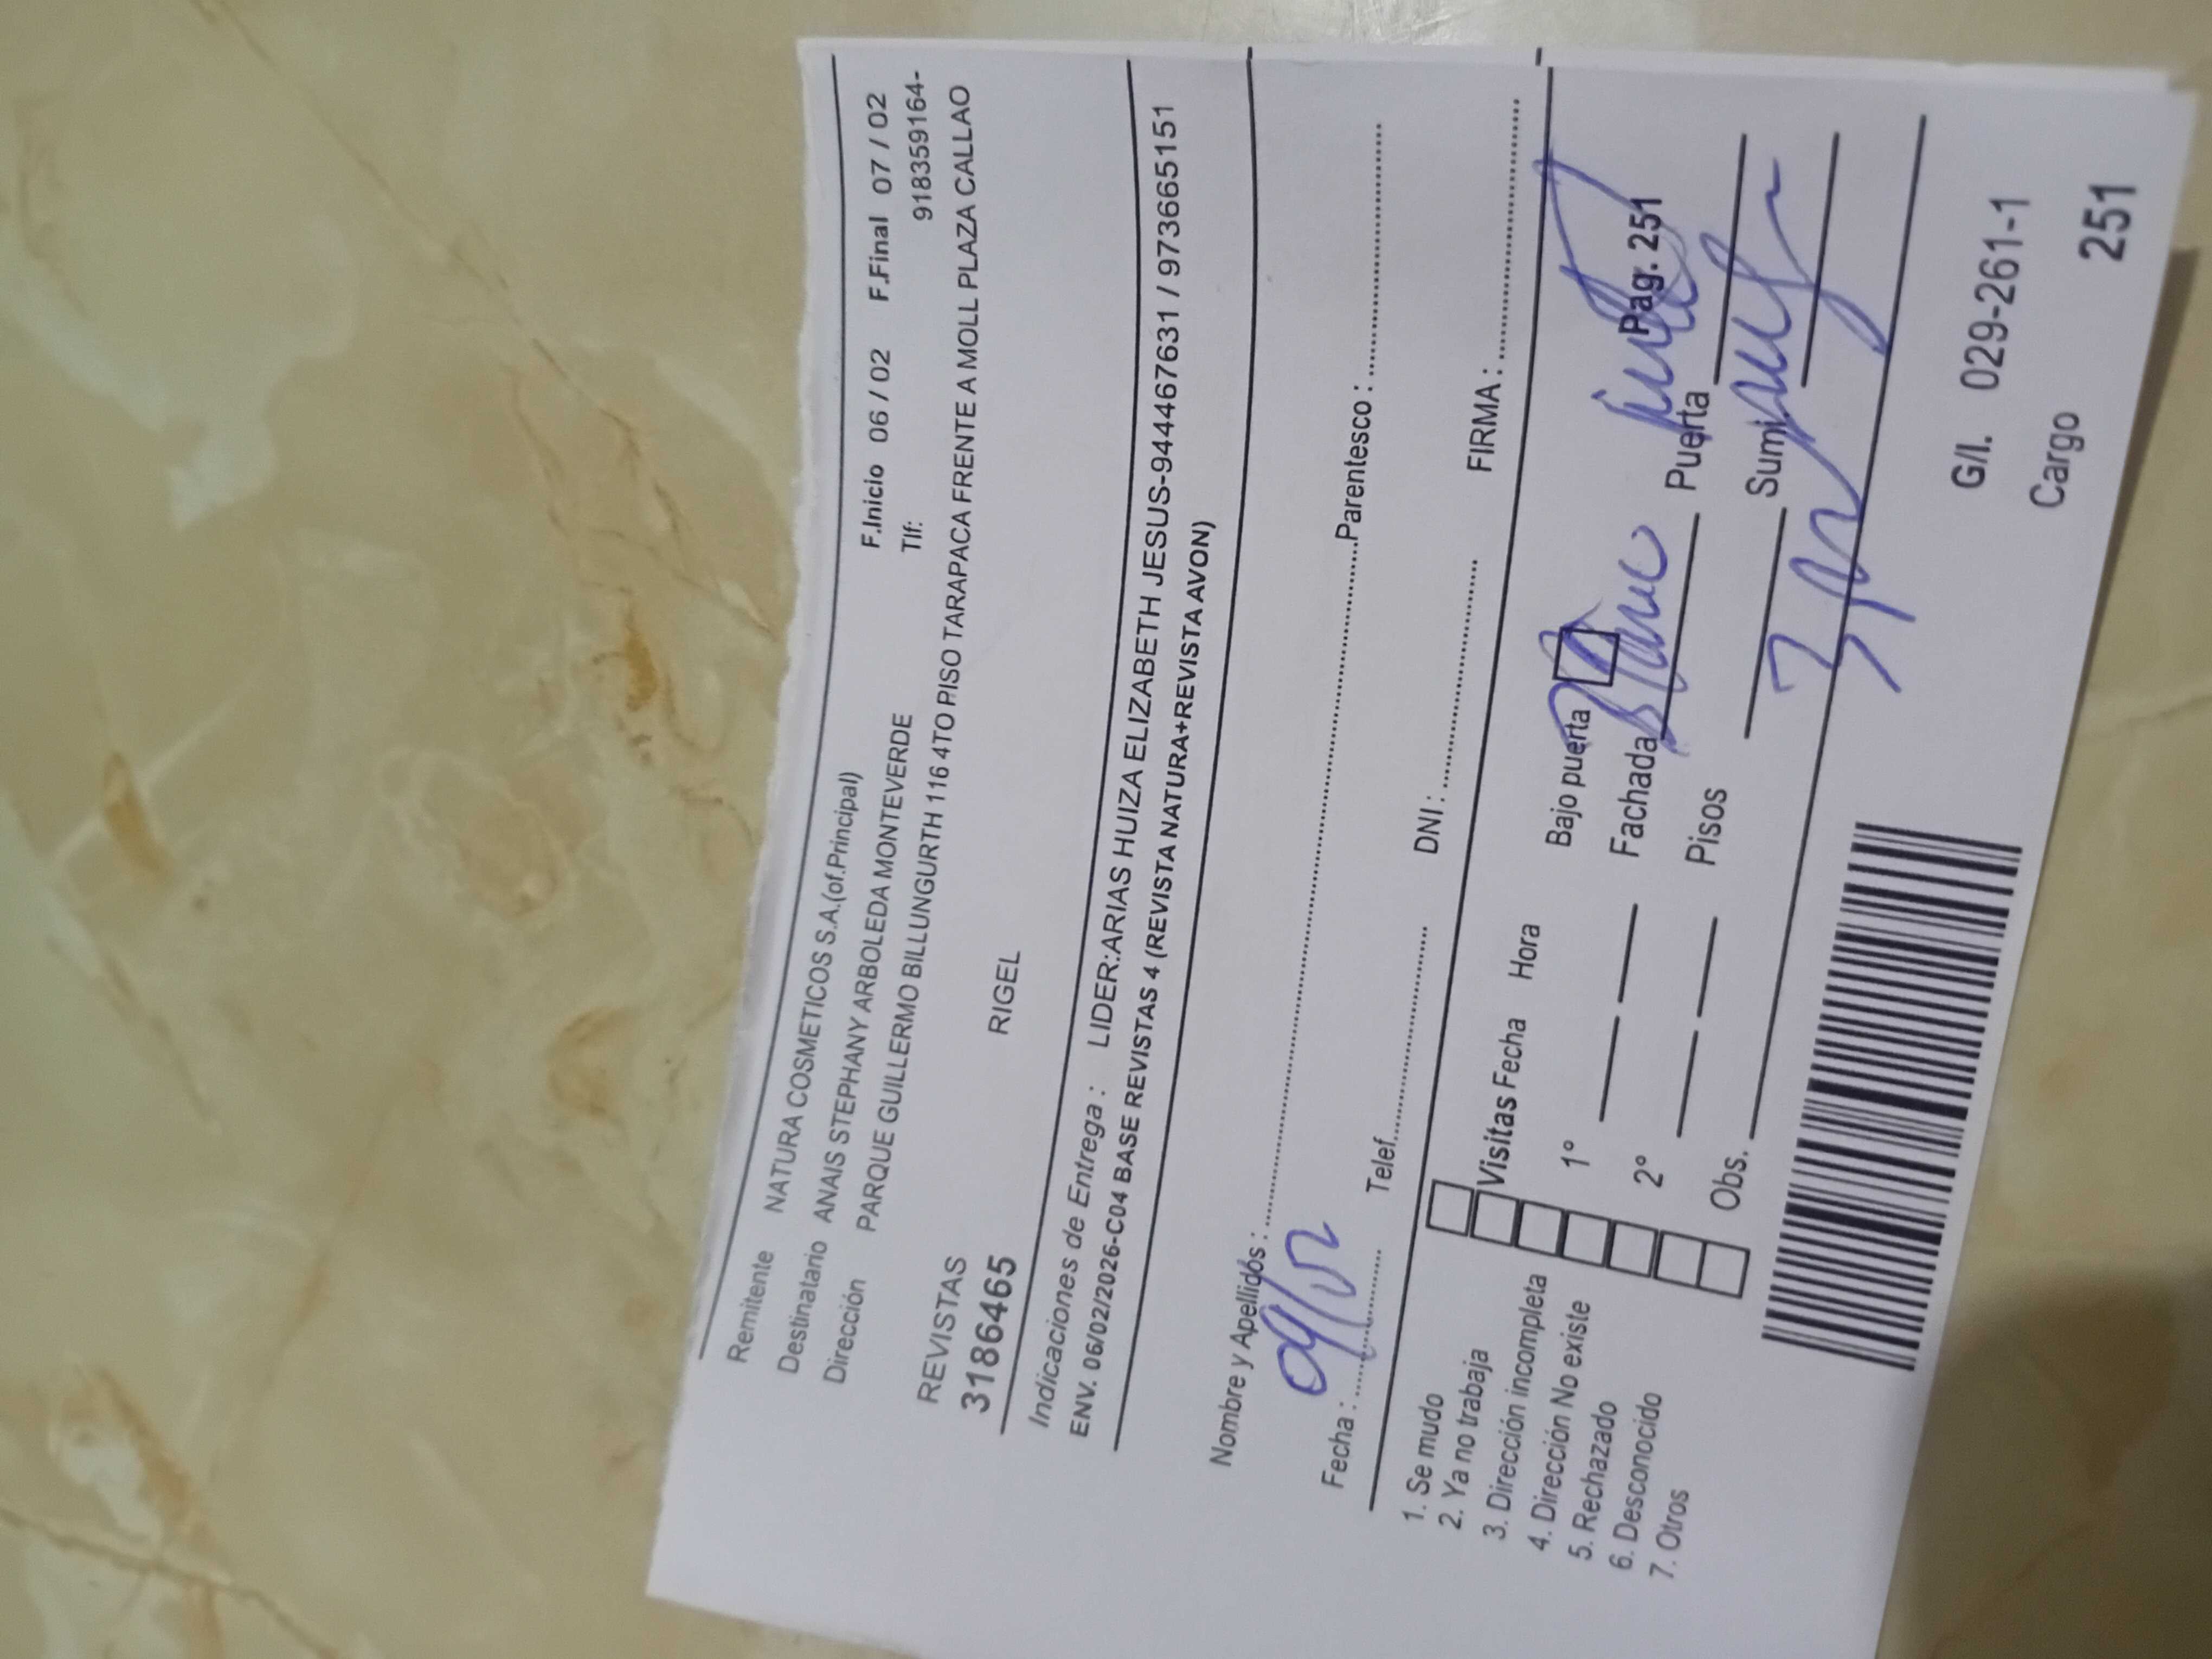 Remitente NATURA COSMETICOS S.A.(of.Principal) F.Inicio 06 / 02 F.Final 07 / 02
Destinatario ANAIS STEPHANY ARBOLEDA MONTEVERDE Tlf: 918359164-
Dirección PARQUE GUILLERMO BILLUNGURTH 116 4TO PISO TARAPACA FRENTE A MOLL PLAZA CALLAO
REVISTAS RIGEL
3186465
Indicaciones de Entrega : LIDER:ARIAS HUIZA ELIZABETH JESUS-944467631 / 973665151
ENV. 06/02/2026-C04 BASE REVISTAS 4 (REVISTA NATURA+REVISTA AVON)
Nombre y Apellidos : Parentesco :
Fecha : 09/02 Telef. DNI : FIRMA :
1. Se mudo
2. Ya no trabaja
3. Dirección incompleta
4. Dirección No existe
5. Rechazado
6. Desconocido
7. Otros
Visitas Fecha Hora Bajo puerta Pag. 251
1° Fachada Puerta
2° Pisos Sumi
Obs.
G/I. 029-261-1
Cargo
251